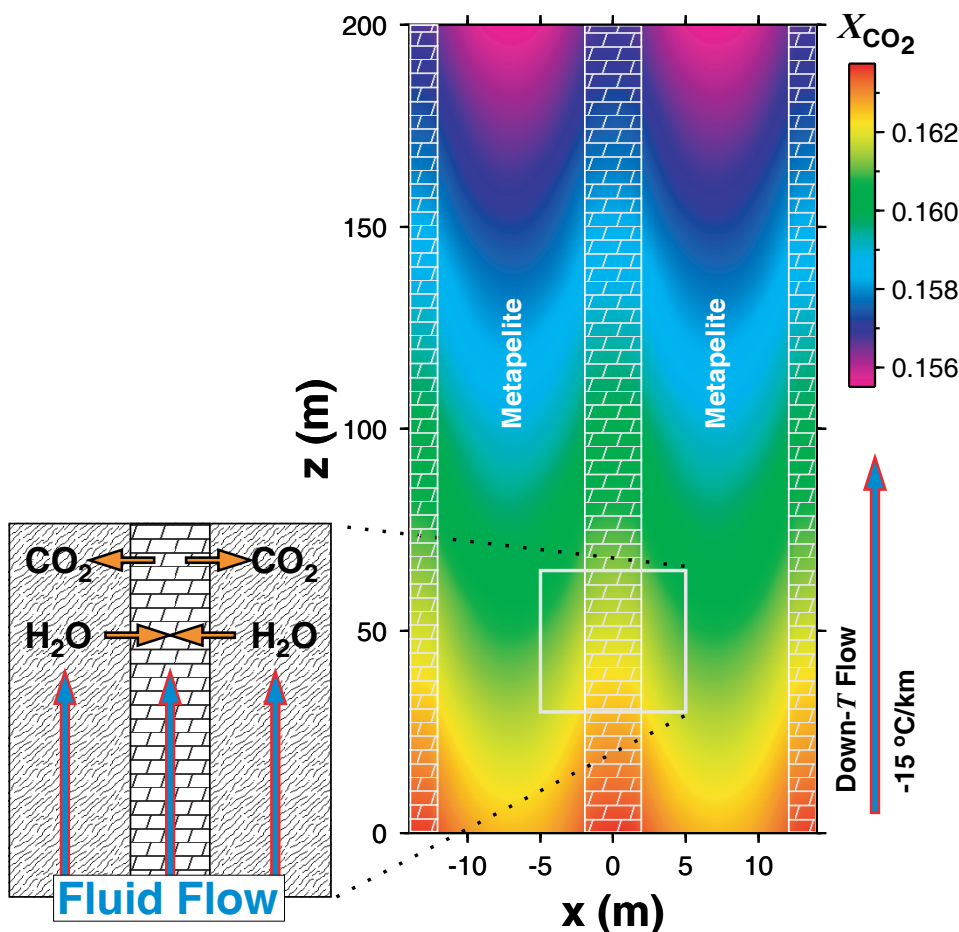 X_CO2
200
150
100
50
0
z (m)
-10
-5
0
5
10
x (m)
Metapelite
Metapelite
0.162
0.160
0.158
0.156
Down-T Flow
-15 ºC/km
CO2
CO2
H2O
H2O
Fluid Flow